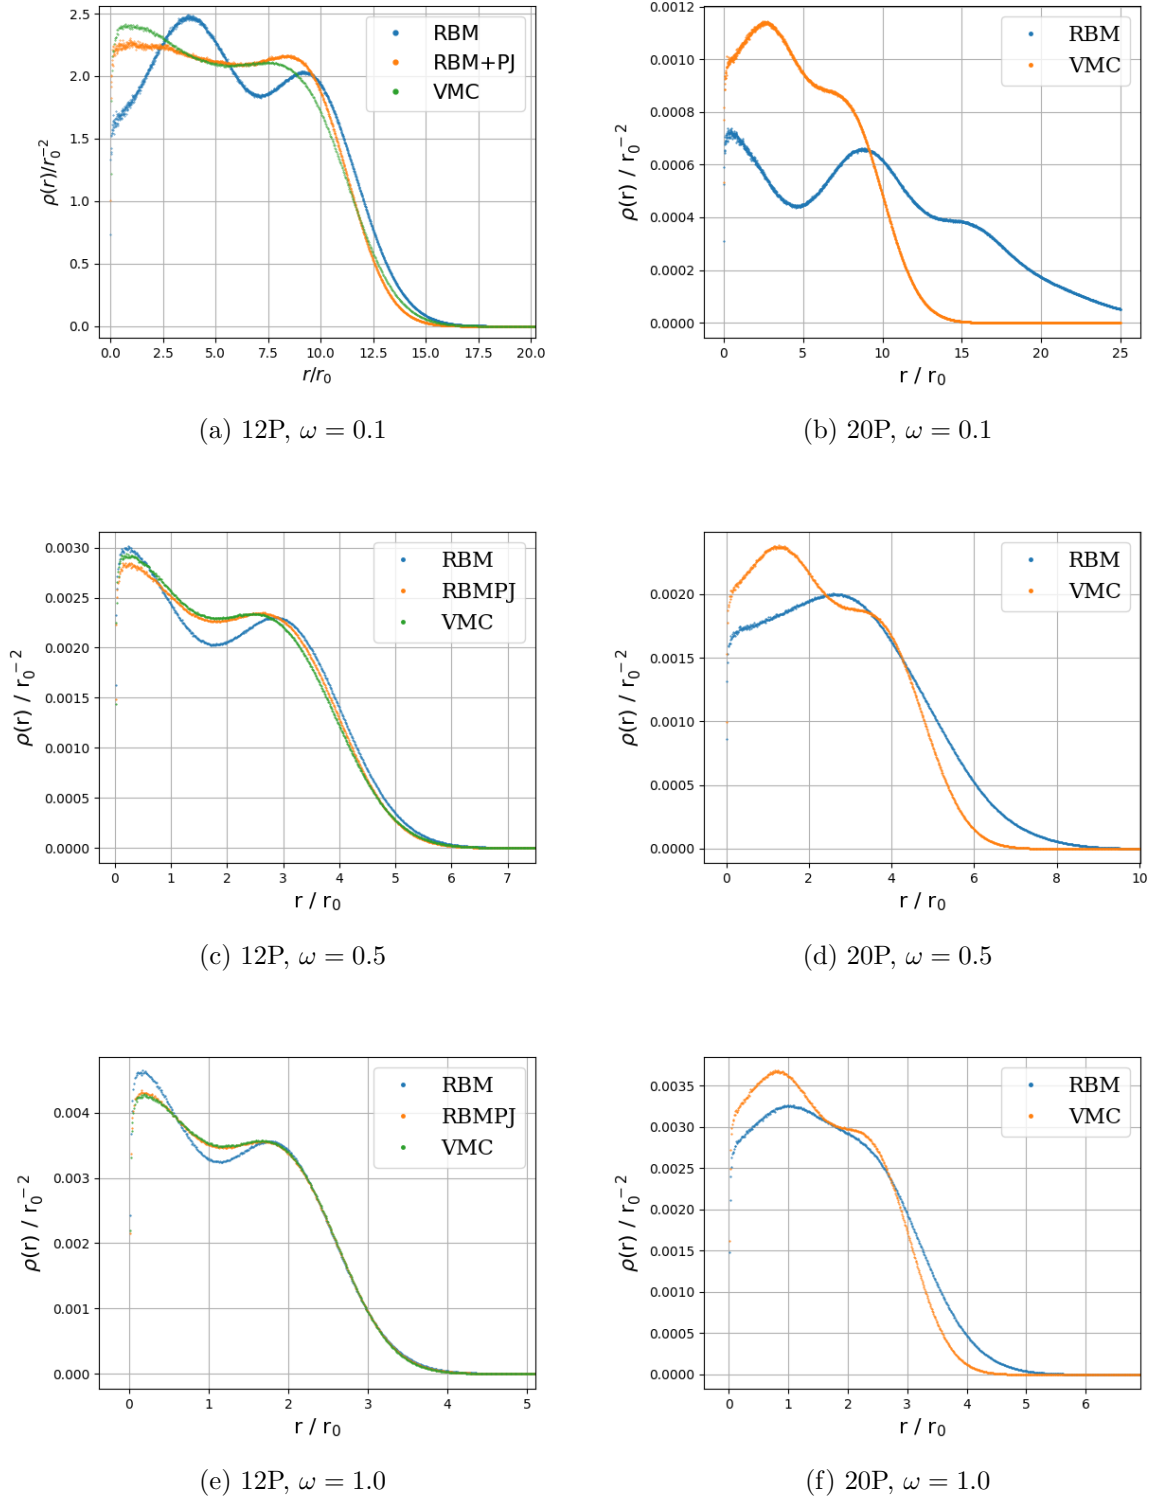 2.5
2.0
1.5
1.0
0.5
0.0
ρ(r)/r₀⁻²
RBM
RBM+PJ
VMC
0.0 2.5 5.0 7.5 10.0 12.5 15.0 17.5 20.0
r/r₀
(a) 12P, ω = 0.1
0.0012
0.0010
0.0008
0.0006
0.0004
0.0002
0.0000
ρ(r) / r₀⁻²
RBM
VMC
0 5 10 15 20 25
r / r₀
(b) 20P, ω = 0.1
0.0030
0.0025
0.0020
0.0015
0.0010
0.0005
0.0000
ρ(r) / r₀⁻²
RBM
RBMPJ
VMC
0 1 2 3 4 5 6 7
r / r₀
(c) 12P, ω = 0.5
0.0020
0.0015
0.0010
0.0005
0.0000
ρ(r) / r₀⁻²
RBM
VMC
0 2 4 6 8 10
r / r₀
(d) 20P, ω = 0.5
0.004
0.003
0.002
0.001
0.000
ρ(r) / r₀⁻²
RBM
RBMPJ
VMC
0 1 2 3 4 5
r / r₀
(e) 12P, ω = 1.0
0.0035
0.0030
0.0025
0.0020
0.0015
0.0010
0.0005
0.0000
ρ(r) / r₀⁻²
RBM
VMC
0 1 2 3 4 5 6
r / r₀
(f) 20P, ω = 1.0